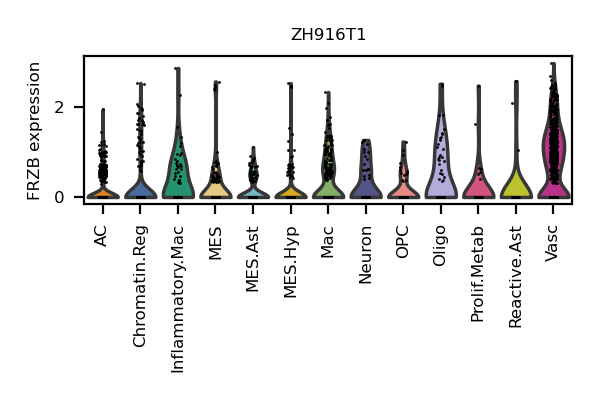 ZH916T1
FRZB expression
2
0
AC
Chromatin.Reg
Inflammatory.Mac
MES
MES.Ast
MES.Hyp
Mac
Neuron
OPC
Oligo
Prolif.Metab
Reactive.Ast
Vasc